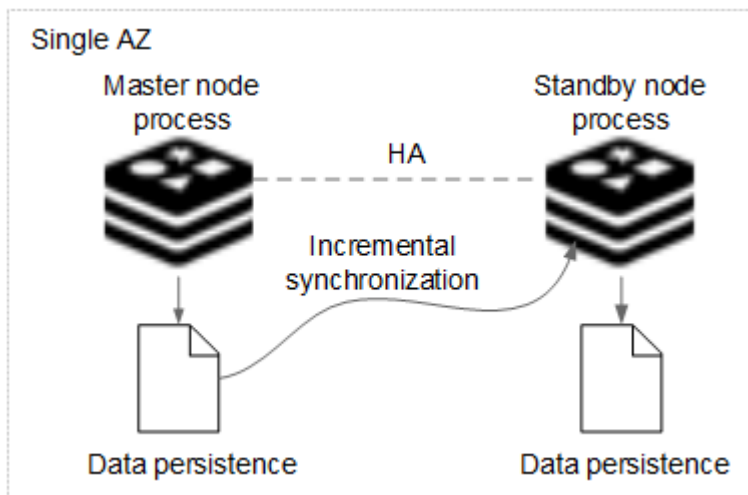 Single AZ
Master node
process
Standby node
process
HA
Incremental
synchronization
Data persistence
Data persistence